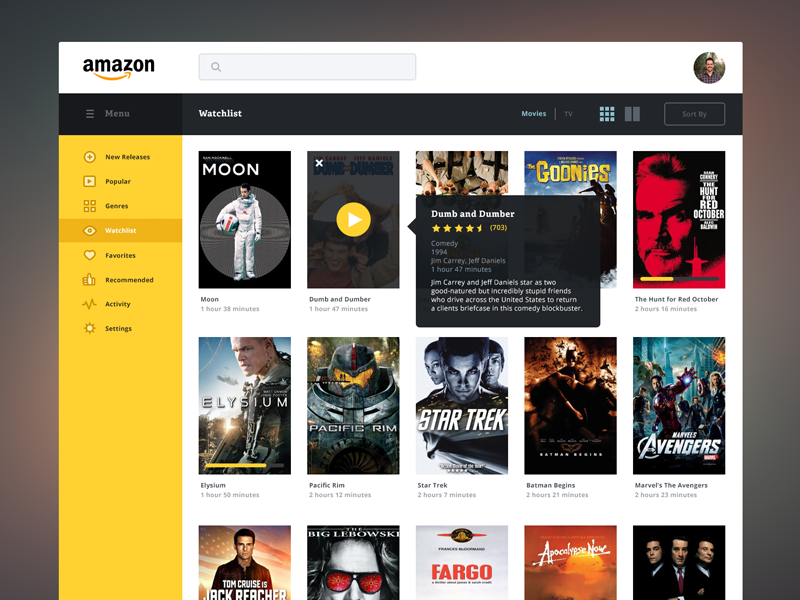 amazon
Menu
Watchlist
Movies
TV
Sort By
New Releases
Popular
Genres
Watchlist
Favorites
Recommended
Activity
Settings
SAM ROCKWELL
MOON
Moon
1 hour 38 minutes
DUMB AND DUMBER
Dumb and Dumber
1 hour 47 minutes
Dumb and Dumber
(703)
Comedy
1994
Jim Carrey, Jeff Daniels
1 hour 47 minutes
Jim Carrey and Jeff Daniels star as two
good-natured but incredibly stupid friends
who drive across the United States to return
a clients briefcase in this comedy blockbuster.
The GOONIES
SEAN
CONNERY
THE
HUNT
FOR
RED
OCTOBER
ALEC
BALDWIN
The Hunt for Red October
2 hours 16 minutes
ELYSIUM
Elysium
1 hour 50 minutes
PACIFIC RIM
Pacific Rim
2 hours 12 minutes
STAR TREK
Star Trek
2 hours 7 minutes
BATMAN BEGINS
Batman Begins
2 hours 21 minutes
MARVEL'S
AVENGERS
Marvel's The Avengers
2 hours 23 minutes
TOM CRUISE IS
JACK REACHER
THE
BIG LEBOWSKI
FRANCES McDORMAND
FARGO
Apocalypse Now